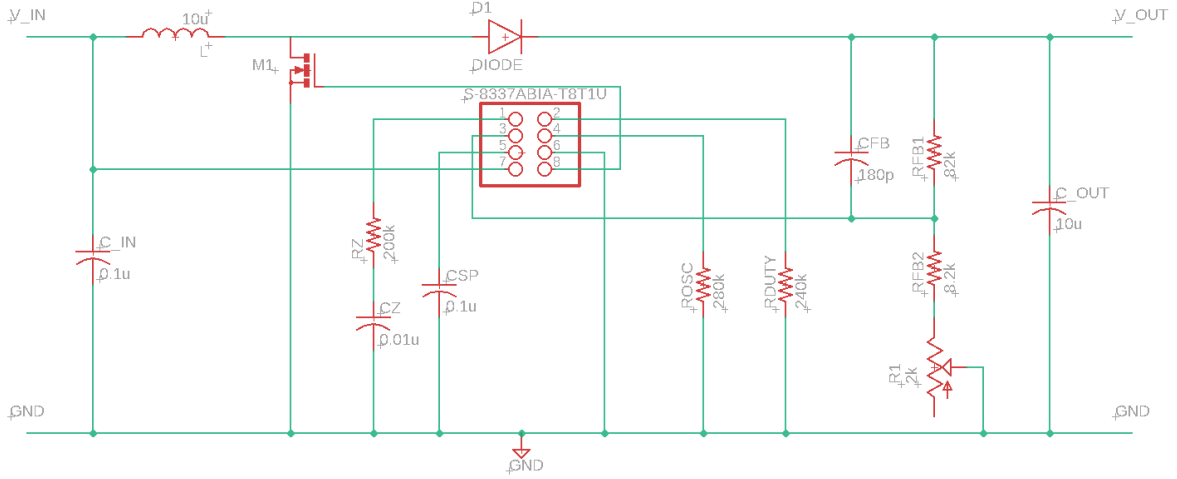 V_IN
10u
L
M1
D1
DIODE
V_OUT
S-8337ABIA-T8T1U
1
2
3
4
5
6
7
8
CFB
180p
RFB1
82k
C_OUT
10u
C_IN
0.1u
RZ
200k
CSP
0.1u
CZ
0.01u
ROSC
280k
RDUTY
240k
RFB2
8.2k
R1
2k
GND
GND
GND